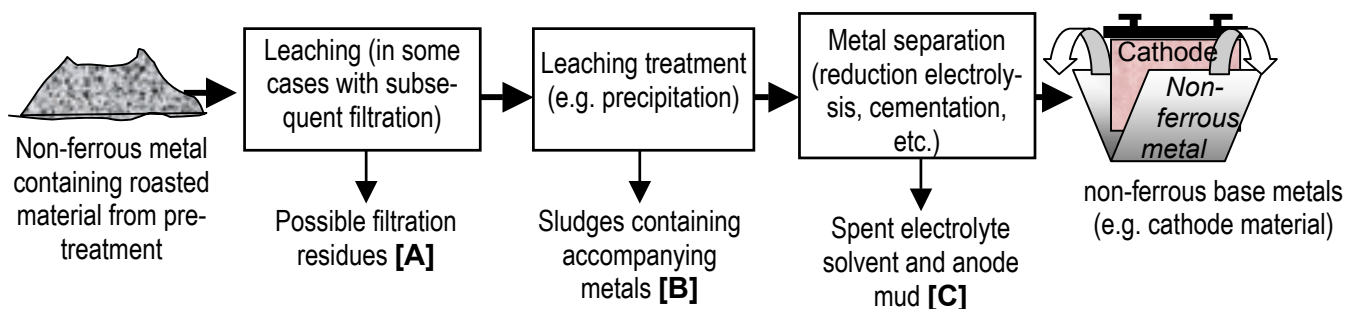 Non-ferrous metal
containing roasted
material from pre-
treatment
Leaching (in some
cases with subse-
quent filtration)
Possible filtration
residues [A]
Leaching treatment
(e.g. precipitation)
Sludges containing
accompanying
metals [B]
Metal separation
(reduction electroly-
sis, cementation,
etc.)
Spent electrolyte
solvent and anode
mud [C]
Cathode
Non-
ferrous
metal
non-ferrous base metals
(e.g. cathode material)